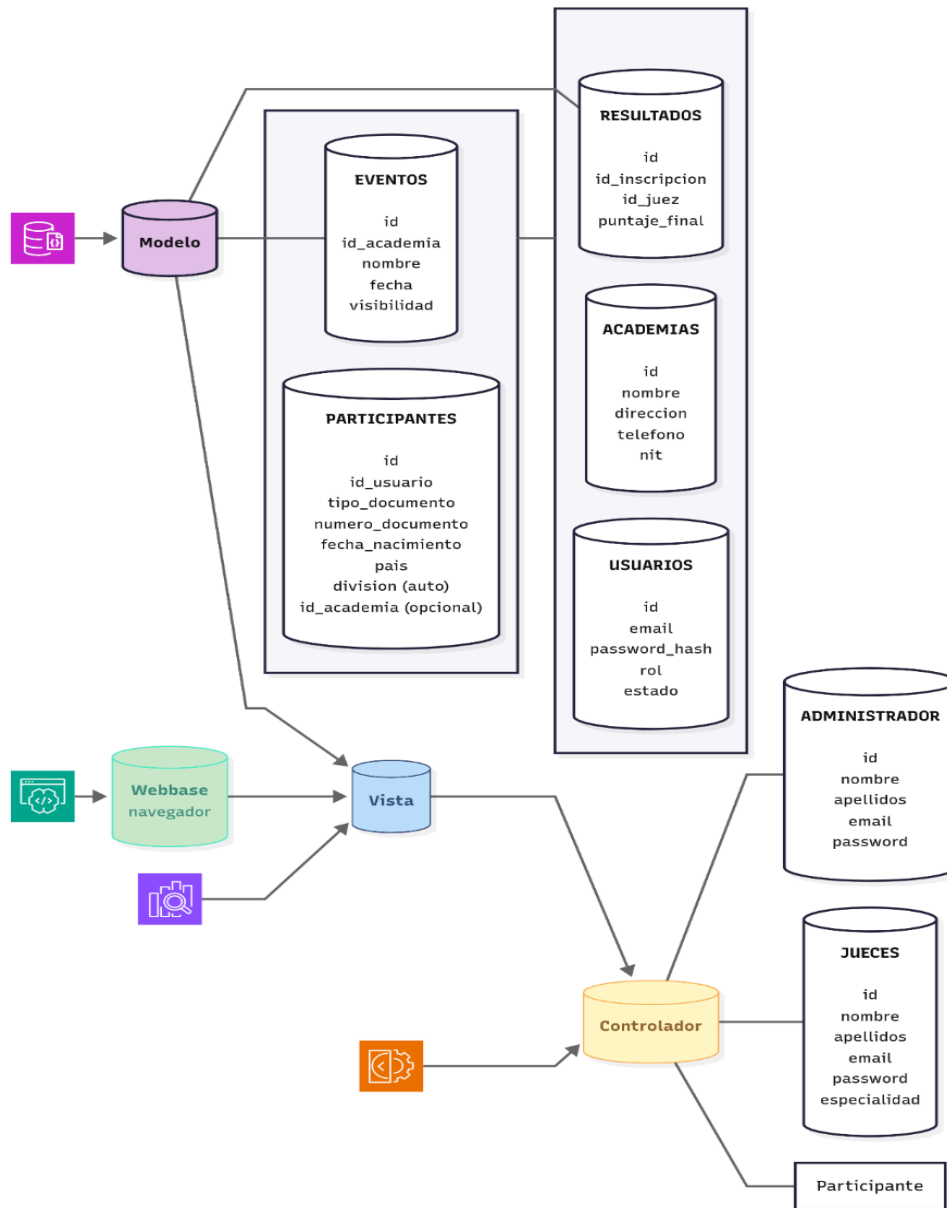 RESULTADOS
id
id_inscripcion
id_juez
puntaje_final
EVENTOS
id
id_academia
nombre
fecha
visibilidad
Modelo
ACADEMIAS
id
nombre
direccion
telefono
nit
PARTICIPANTES
id
id_usuario
tipo_documento
numero_documento
fecha_nacimiento
pais
division (auto)
id_academia (opcional)
USUARIOS
id
email
password_hash
rol
estado
ADMINISTRADOR
id
nombre
apellidos
email
password
Webbase
navegador
Vista
JUECES
id
nombre
apellidos
email
password
especialidad
Controlador
Participante